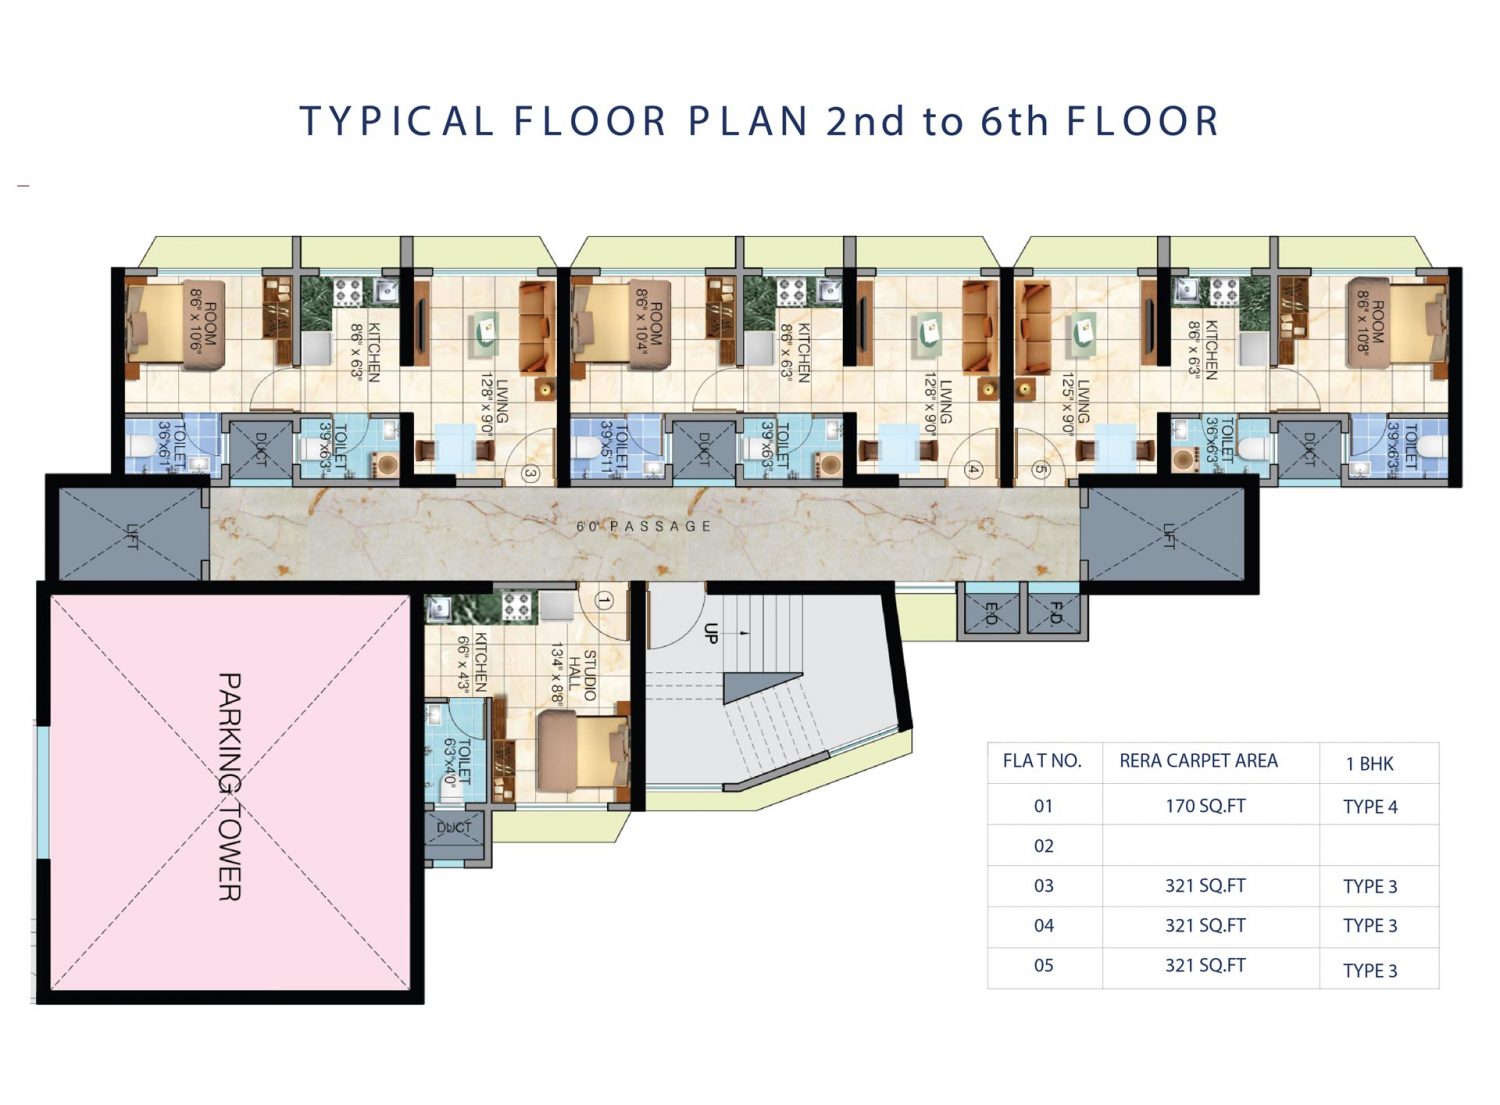 TYPICAL FLOOR PLAN 2nd to 6th FLOOR
ROOM
8'6" x 10'6"
KITCHEN
8'6" x 6'3"
LIVING
12'8" x 9'0"
TOILET
3'6"x6'1"
DUCT
TOILET
3'9"x6'3"
3
ROOM
8'6" x 10'4"
KITCHEN
8'6" x 6'3"
LIVING
12'8" x 9'0"
TOILET
3'9"x5'11"
DUCT
TOILET
3'9"x6'3"
4
LIVING
12'5" x 9'0"
KITCHEN
8'6" x 6'3"
ROOM
8'6" x 10'8"
5
TOILET
3'6"x6'3"
DUCT
TOILET
3'9"x6'3"
LIFT
6'0" PASSAGE
LIFT
1
KITCHEN
6'6" x 4'3"
STUDIO
HALL
13'4" x 8'8"
TOILET
6'3"x4'0"
DUCT
UP
E.D.
F.D.
PARKING TOWER
FLAT NO. RERA CARPET AREA 1 BHK
01 170 SQ.FT TYPE 4
02
03 321 SQ.FT TYPE 3
04 321 SQ.FT TYPE 3
05 321 SQ.FT TYPE 3